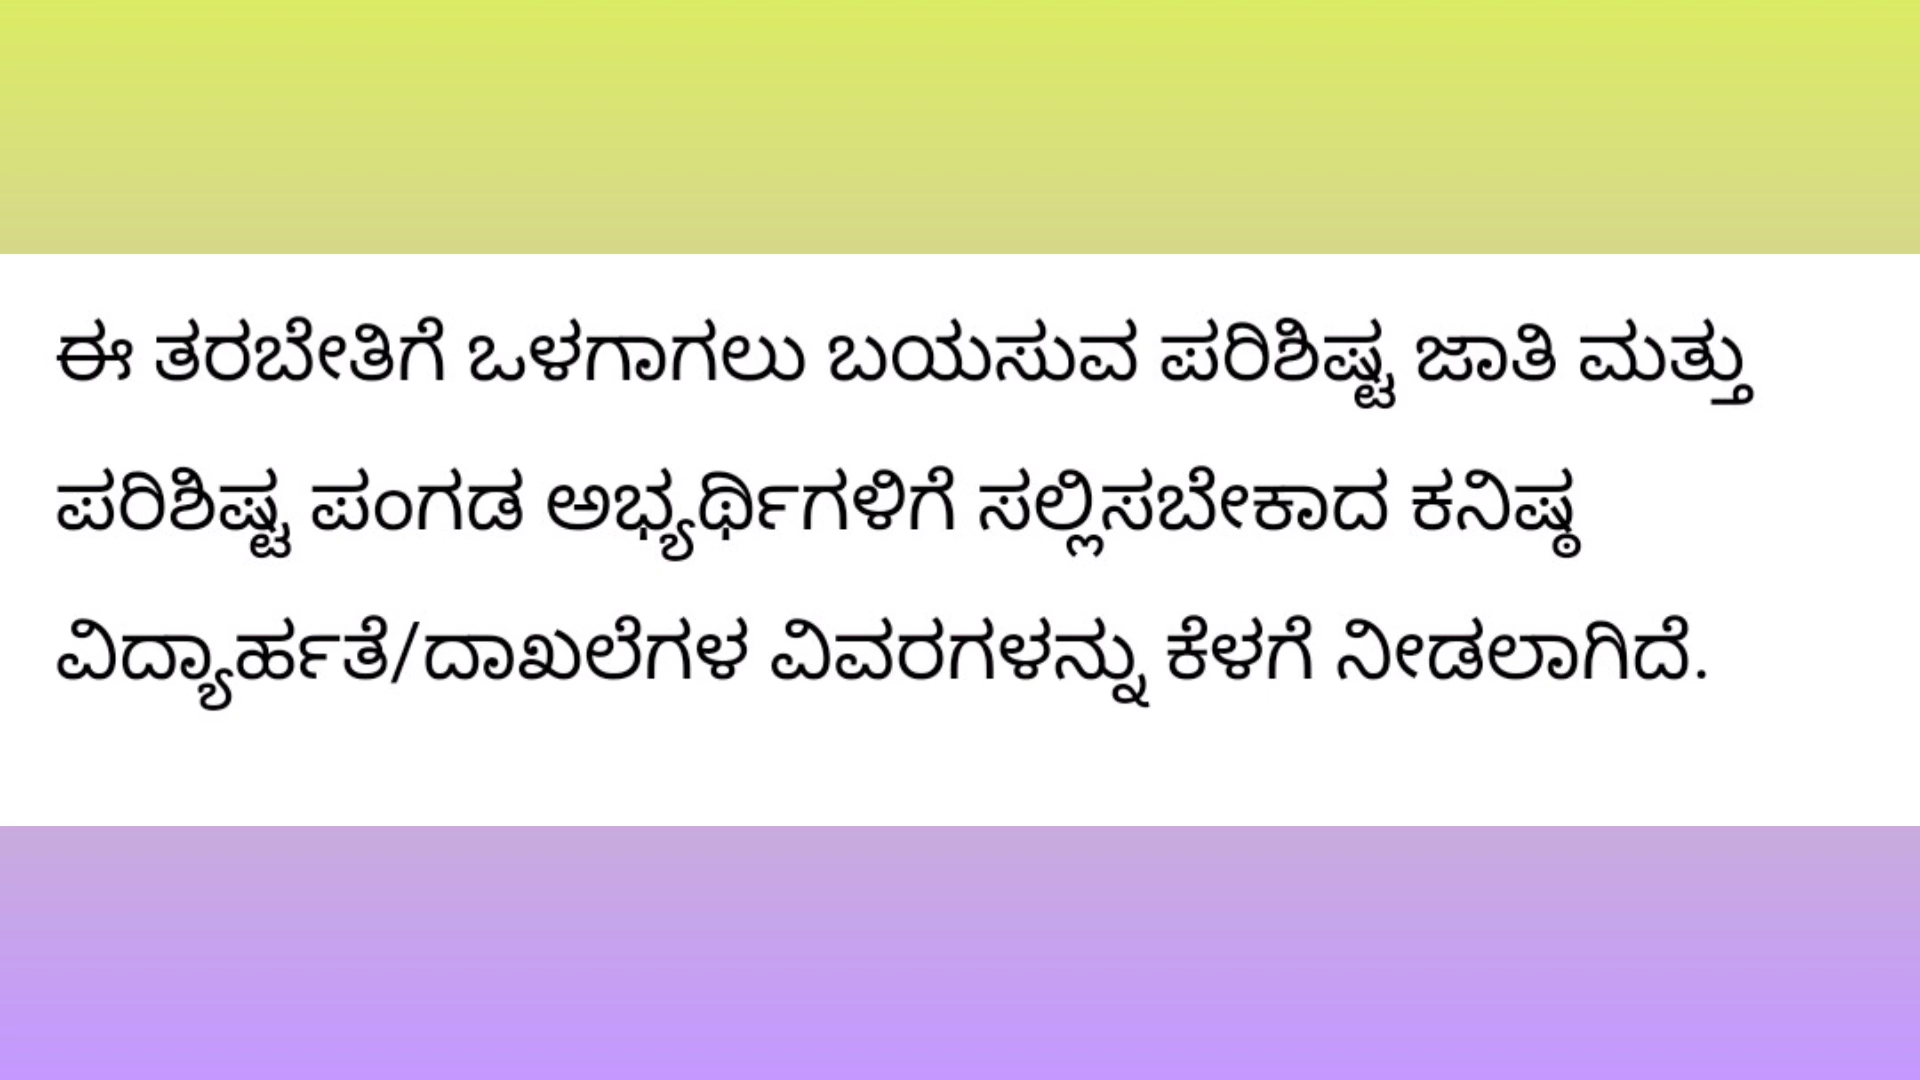 ಈ ತರಬೇತಿಗೆ ಒಳಗಾಗಲು ಬಯಸುವ ಪರಿಶಿಷ್ಟ ಜಾತಿ ಮತ್ತು
ಪರಿಶಿಷ್ಟ ಪಂಗಡ ಅಭ್ಯರ್ಥಿಗಳಿಗೆ ಸಲ್ಲಿಸಬೇಕಾದ ಕನಿಷ್ಠ
ವಿದ್ಯಾರ್ಹತೆ/ದಾಖಲೆಗಳ ವಿವರಗಳನ್ನು ಕೆಳಗೆ ನೀಡಲಾಗಿದೆ.